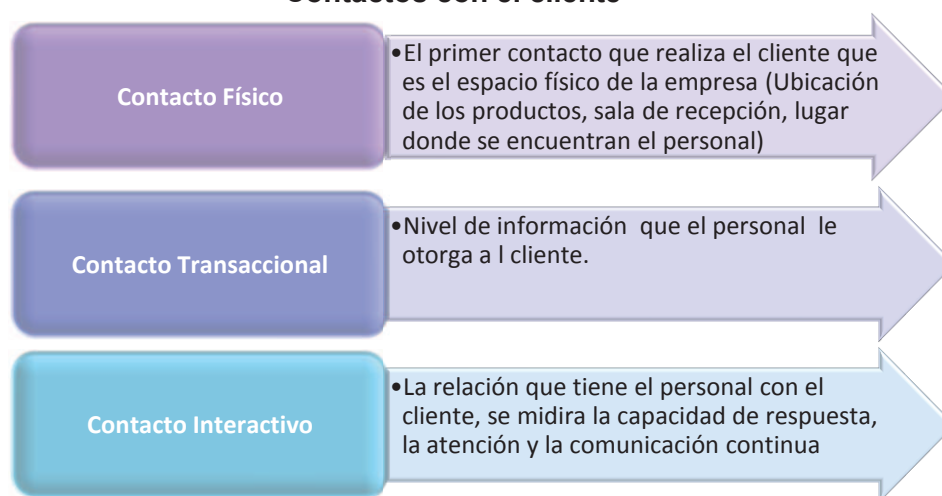 Contactos con el cliente
Contacto Físico
•El primer contacto que realiza el cliente que
es el espacio físico de la empresa (Ubicación
de los productos, sala de recepción, lugar
donde se encuentran el personal)
Contacto Transaccional
•Nivel de información que el personal le
otorga a l cliente.
Contacto Interactivo
•La relación que tiene el personal con el
cliente, se midira la capacidad de respuesta,
la atención y la comunicación continua